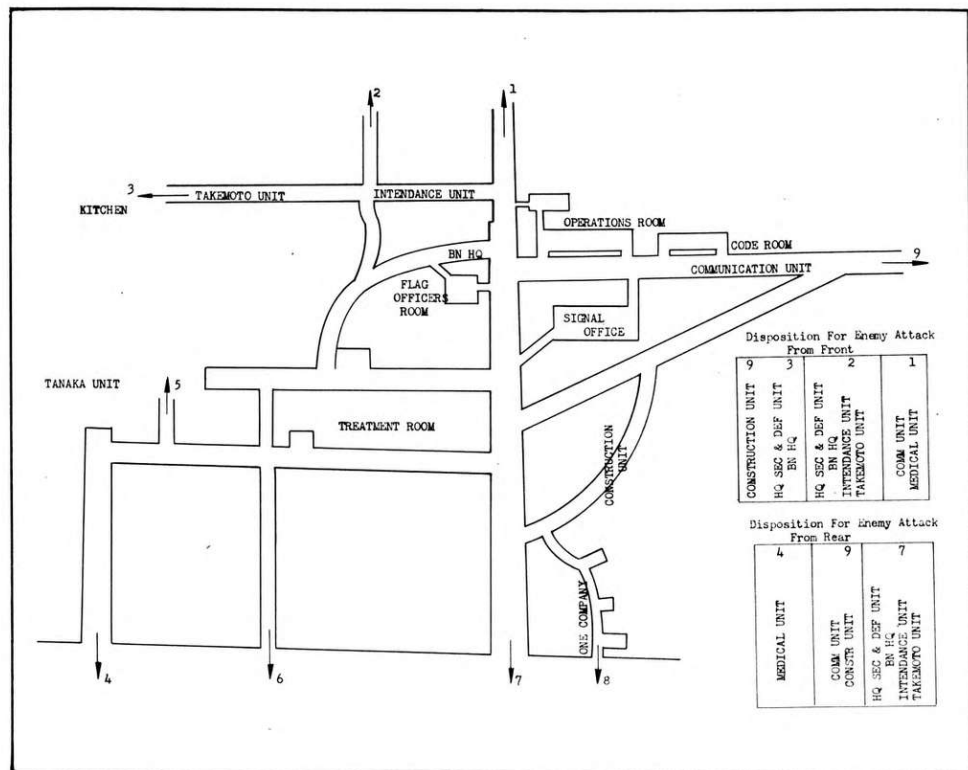 2
1
3
TAKEMOTO UNIT
INTENDANCE UNIT
KITCHEN
OPERATIONS ROOM
CODE ROOM
BN HQ
9
COMMUNICATION UNIT
FLAG
OFFICERS
ROOM
SIGNAL
OFFICE
TANAKA UNIT
5
TREATMENT ROOM
CONSTRUCTION
UNIT
ONE COMPANY
4
6
7
8
Disposition For Enemy Attack
From Front
9
CONSTRUCTION UNIT
3
HQ SEC & DEF UNIT
BN HQ
2
HQ SEC & DEF UNIT
BN HQ
INTENDANCE UNIT
TAKEMOTO UNIT
1
COMM UNIT
MEDICAL UNIT
Disposition For Enemy Attack
From Rear
4
MEDICAL UNIT
9
COMM UNIT
CONSTR UNIT
7
HQ SEC & DEF UNIT
BN HQ
INTENDANCE UNIT
TAKEMOTO UNIT